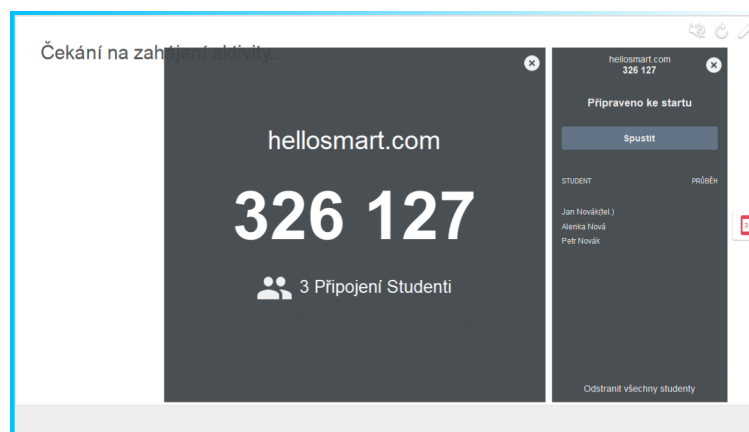 Čekání na zahájení aktivity...
hellosmart.com
326 127
3 Připojení Studenti
hellosmart.com
326 127
Připraveno ke startu
Spustit
STUDENT PRŮBĚH
Jan Novák(tel.)
Alenka Nová
Petr Novák
Odstranit všechny studenty
3